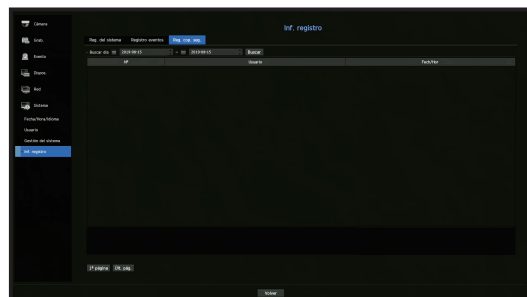 Inf. registro
Cámara
Grab.
Evento
Dispos
Red
Sistema
Fecha/Hora/Idioma
Usuario
Gestión del sistema
Inf. registro
Reg. del sistema Registro eventos Reg. cop. seg.
Buscar día 2019-08-15 ~ 2019-08-15 Buscar
Nº Usuario Fech/Hor
1ª página Últ. pág.
Volver